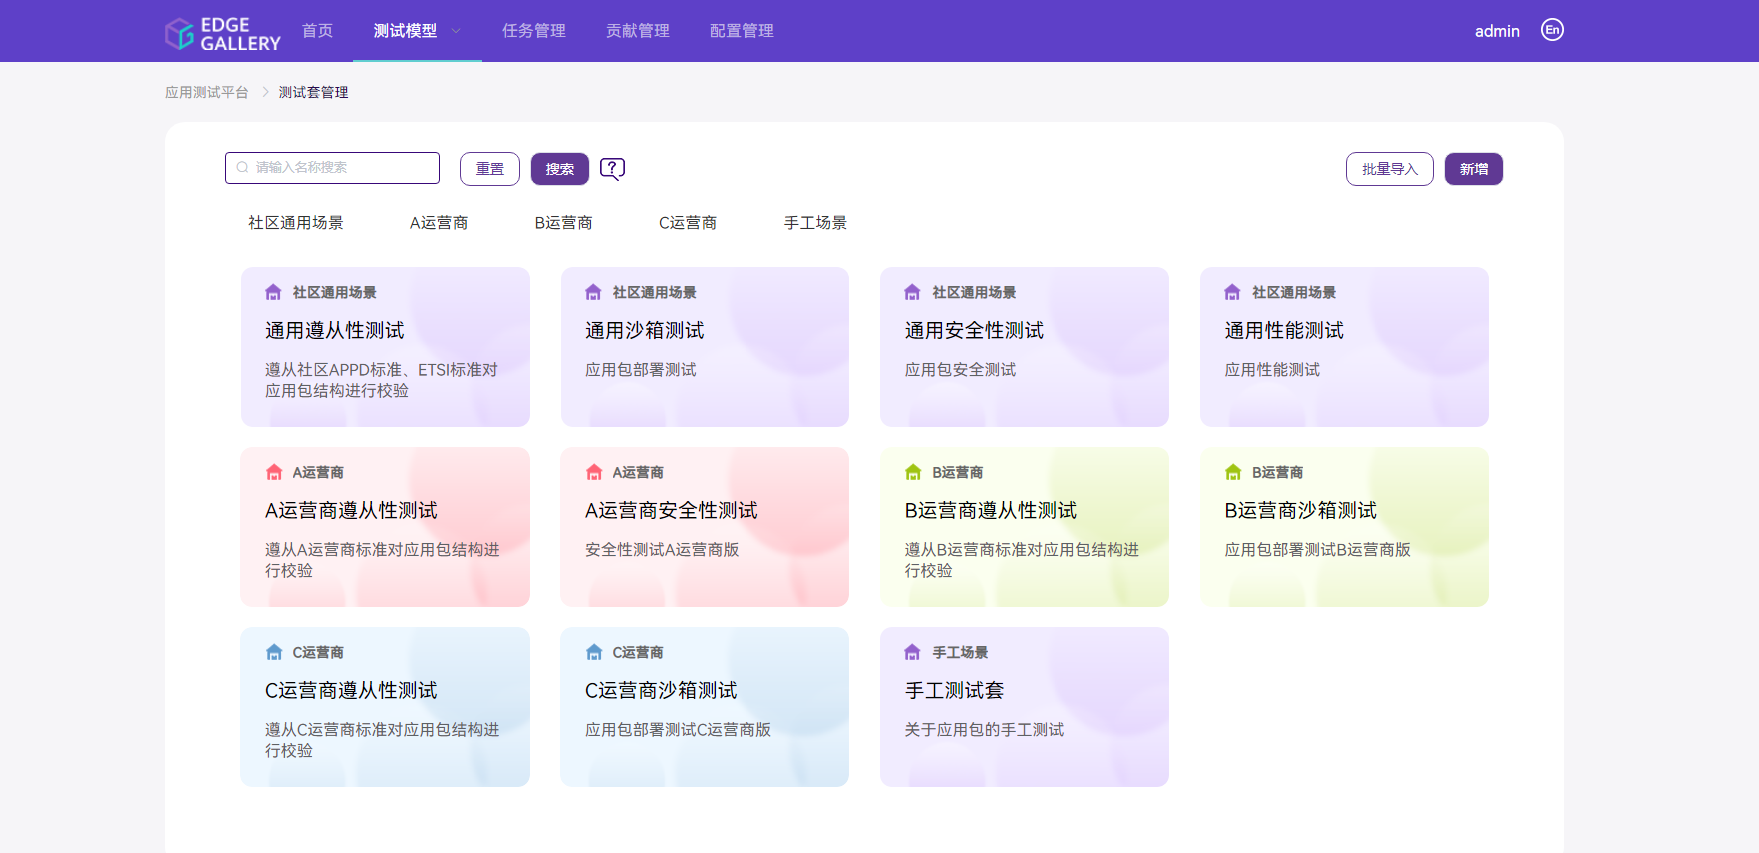 EDGE
GALLERY
首页
测试模型
任务管理
贡献管理
配置管理
admin
En
应用测试平台
测试套管理
请输入名称搜索
重置
搜索
?
批量导入
新增
社区通用场景
A运营商
B运营商
C运营商
手工场景
社区通用场景
通用遵从性测试
遵从社区APPD标准、ETSI标准对
应用包结构进行校验
社区通用场景
通用沙箱测试
应用包部署测试
社区通用场景
通用安全性测试
应用包安全测试
社区通用场景
通用性能测试
应用性能测试
A运营商
A运营商遵从性测试
遵从A运营商标准对应用包结构进
行校验
A运营商
A运营商安全性测试
安全性测试A运营商版
B运营商
B运营商遵从性测试
遵从B运营商标准对应用包结构进
行校验
B运营商
B运营商沙箱测试
应用包部署测试B运营商版
C运营商
C运营商遵从性测试
遵从C运营商标准对应用包结构进
行校验
C运营商
C运营商沙箱测试
应用包部署测试C运营商版
手工场景
手工测试套
关于应用包的手工测试